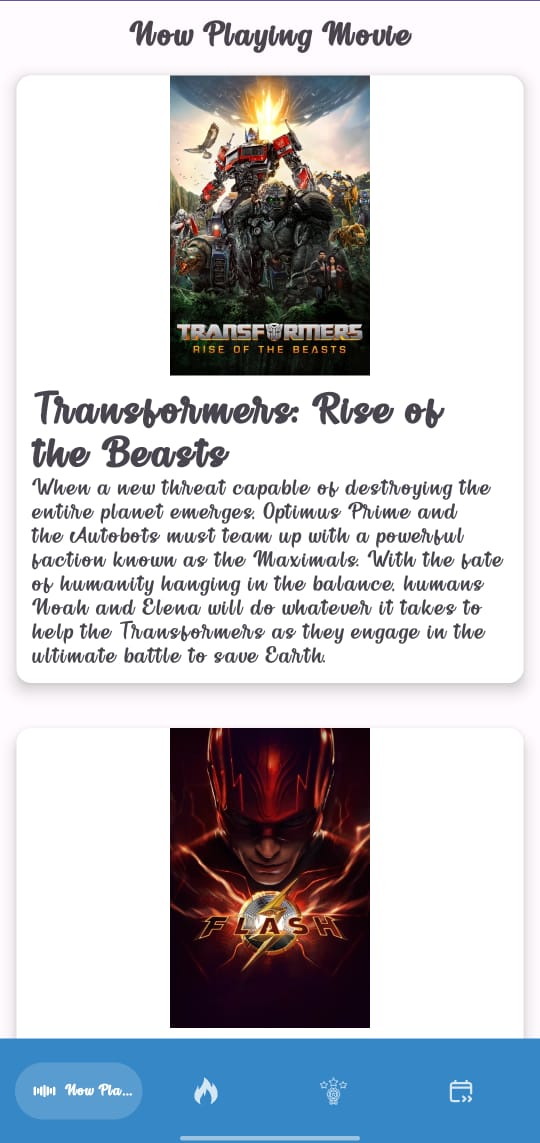 Now Playing Movie
TRANSFORMERS
RISE OF THE BEASTS
Transformers: Rise of
the Beasts
When a new threat capable of destroying the
entire planet emerges, Optimus Prime and
the Autobots must team up with a powerful
faction known as the Maximals. With the fate
of humanity hanging in the balance, humans
Noah and Elena will do whatever it takes to
help the Transformers as they engage in the
ultimate battle to save Earth.
FLASH
Now Pla...